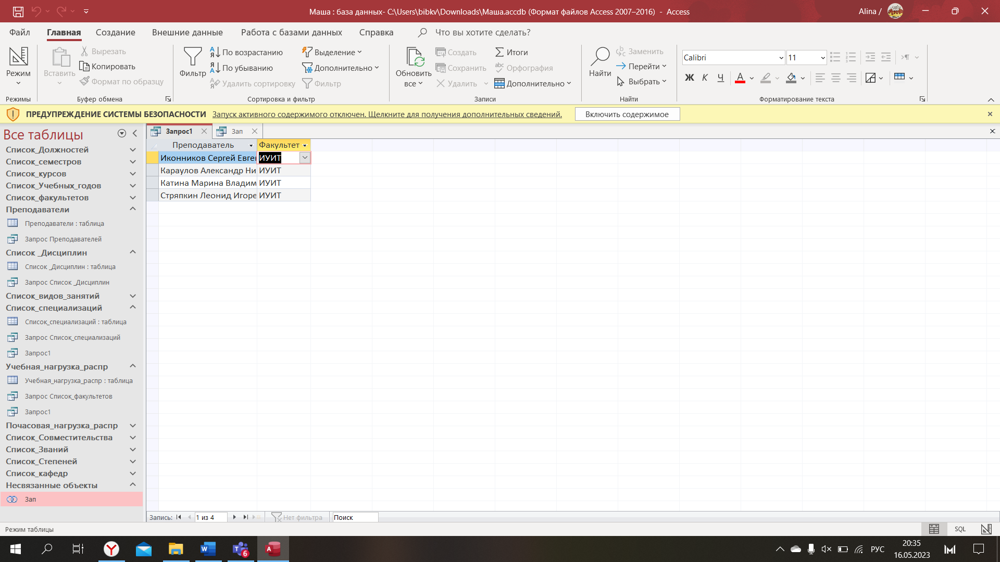 Маша : база данных- C:\Users\bibkv\Downloads\Маша.accdb (Формат файлов Access 2007–2016) - Access
Alina /
Файл Главная Создание Внешние данные Работа с базами данных Справка Что вы хотите сделать?
Режим
Режимы
Вставить
Вырезать
Копировать
Формат по образцу
Буфер обмена
Фильтр
По возрастанию
По убыванию
Удалить сортировку
Выделение
Дополнительно
Фильтр
Сортировка и фильтр
Обновить
все
Создать
Сохранить
Удалить
Итоги
Орфография
Дополнительно
Записи
Найти
Заменить
Перейти
Выбрать
Найти
Calibri 11
Ж К Ч А
Форматирование текста
ПРЕДУПРЕЖДЕНИЕ СИСТЕМЫ БЕЗОПАСНОСТИ Запуск активного содержимого отключен. Щелкните для получения дополнительных сведений. Включить содержимое
Все таблицы
Список_Должностей
Список_семестров
Список_курсов
Список_Учебных_годов
Список_факультетов
Преподаватели
Преподаватели : таблица
Запрос Преподавателей
Список _Дисциплин
Список _Дисциплин : таблица
Запрос Список _Дисциплин
Список_видов_занятий
Список_специализаций
Список_специализаций : таблица
Запрос Список_специализаций
Запрос1
Учебная_нагрузка_распр
Учебная_нагрузка_распр : таблица
Запрос Список_факультетов
Запрос1
Почасовая_нагрузка_распр
Список_Совместительства
Список_Званий
Список_Степеней
Список_кафедр
Несвязанные объекты
Зап
Запрос1 Зап
Преподаватель Факультет
Иконников Сергей Евген ИУИТ
Караулов Александр Ни ИУИТ
Катина Марина Владим ИУИТ
Стряпкин Леонид Игоре ИУИТ
Запись: 1 из 4 Нет фильтра Поиск
Режим таблицы
SQL
6
РУС
20:35
16.05.2023